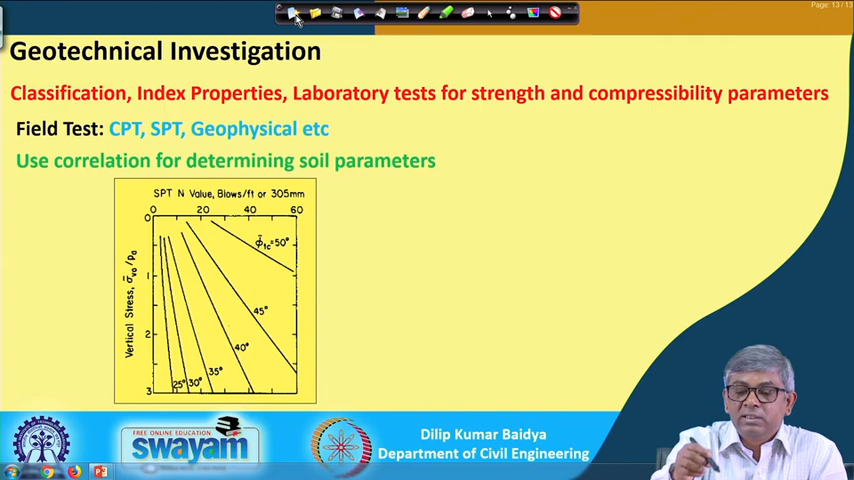 Page: 13 / 13
Geotechnical Investigation
Classification, Index Properties, Laboratory tests for strength and compressibility parameters
Field Test: CPT, SPT, Geophysical etc
Use correlation for determining soil parameters
SPT N Value, Blows/ft or 305mm
0 20 40 60
0
1
2
3
Vertical Stress, σ̄vo/pa
ϕ̄tc=50°
45°
40°
35°
25° 30°
FREE ONLINE EDUCATION
swayam
Dilip Kumar Baidya
Department of Civil Engineering